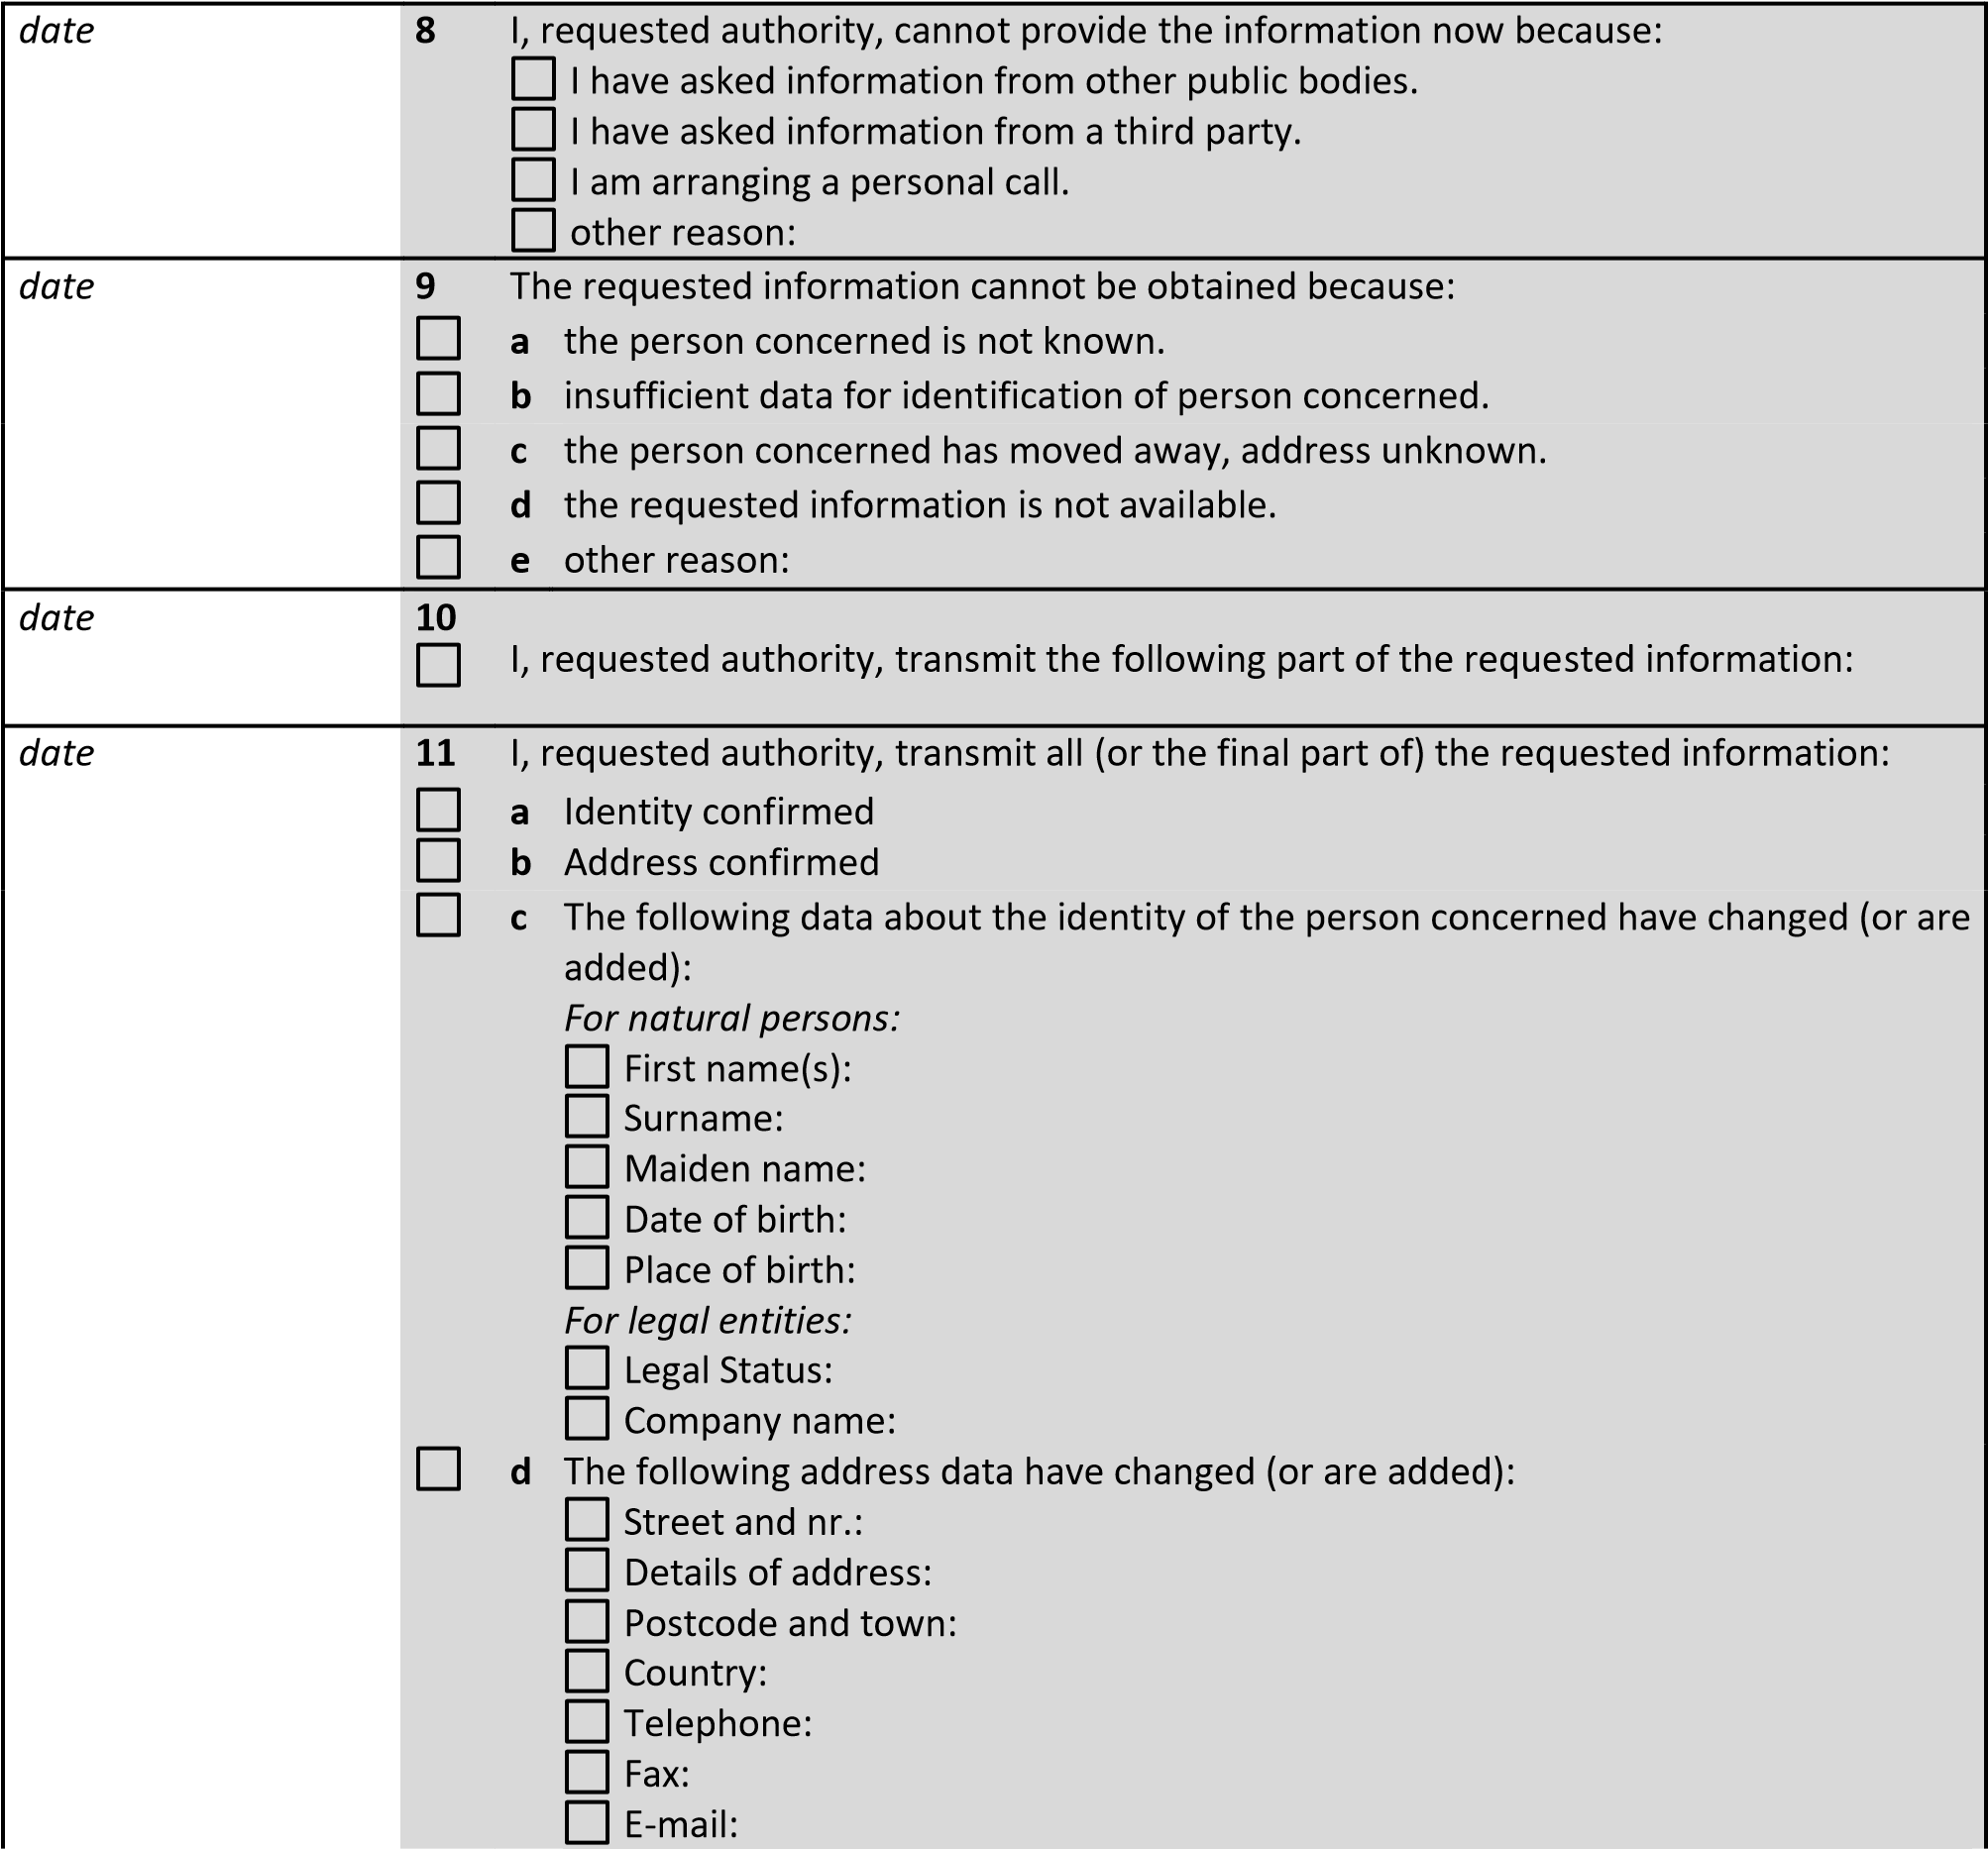 date 8 I, requested authority, cannot provide the information now because:
I have asked information from other public bodies.
I have asked information from a third party.
I am arranging a personal call.
other reason:
date 9 The requested information cannot be obtained because:
a the person concerned is not known.
b insufficient data for identification of person concerned.
c the person concerned has moved away, address unknown.
d the requested information is not available.
e other reason:
date 10
I, requested authority, transmit the following part of the requested information:
date 11 I, requested authority, transmit all (or the final part of) the requested information:
a Identity confirmed
b Address confirmed
c The following data about the identity of the person concerned have changed (or are
added):
For natural persons:
First name(s):
Surname:
Maiden name:
Date of birth:
Place of birth:
For legal entities:
Legal Status:
Company name:
d The following address data have changed (or are added):
Street and nr.:
Details of address:
Postcode and town:
Country:
Telephone:
Fax:
E-mail: